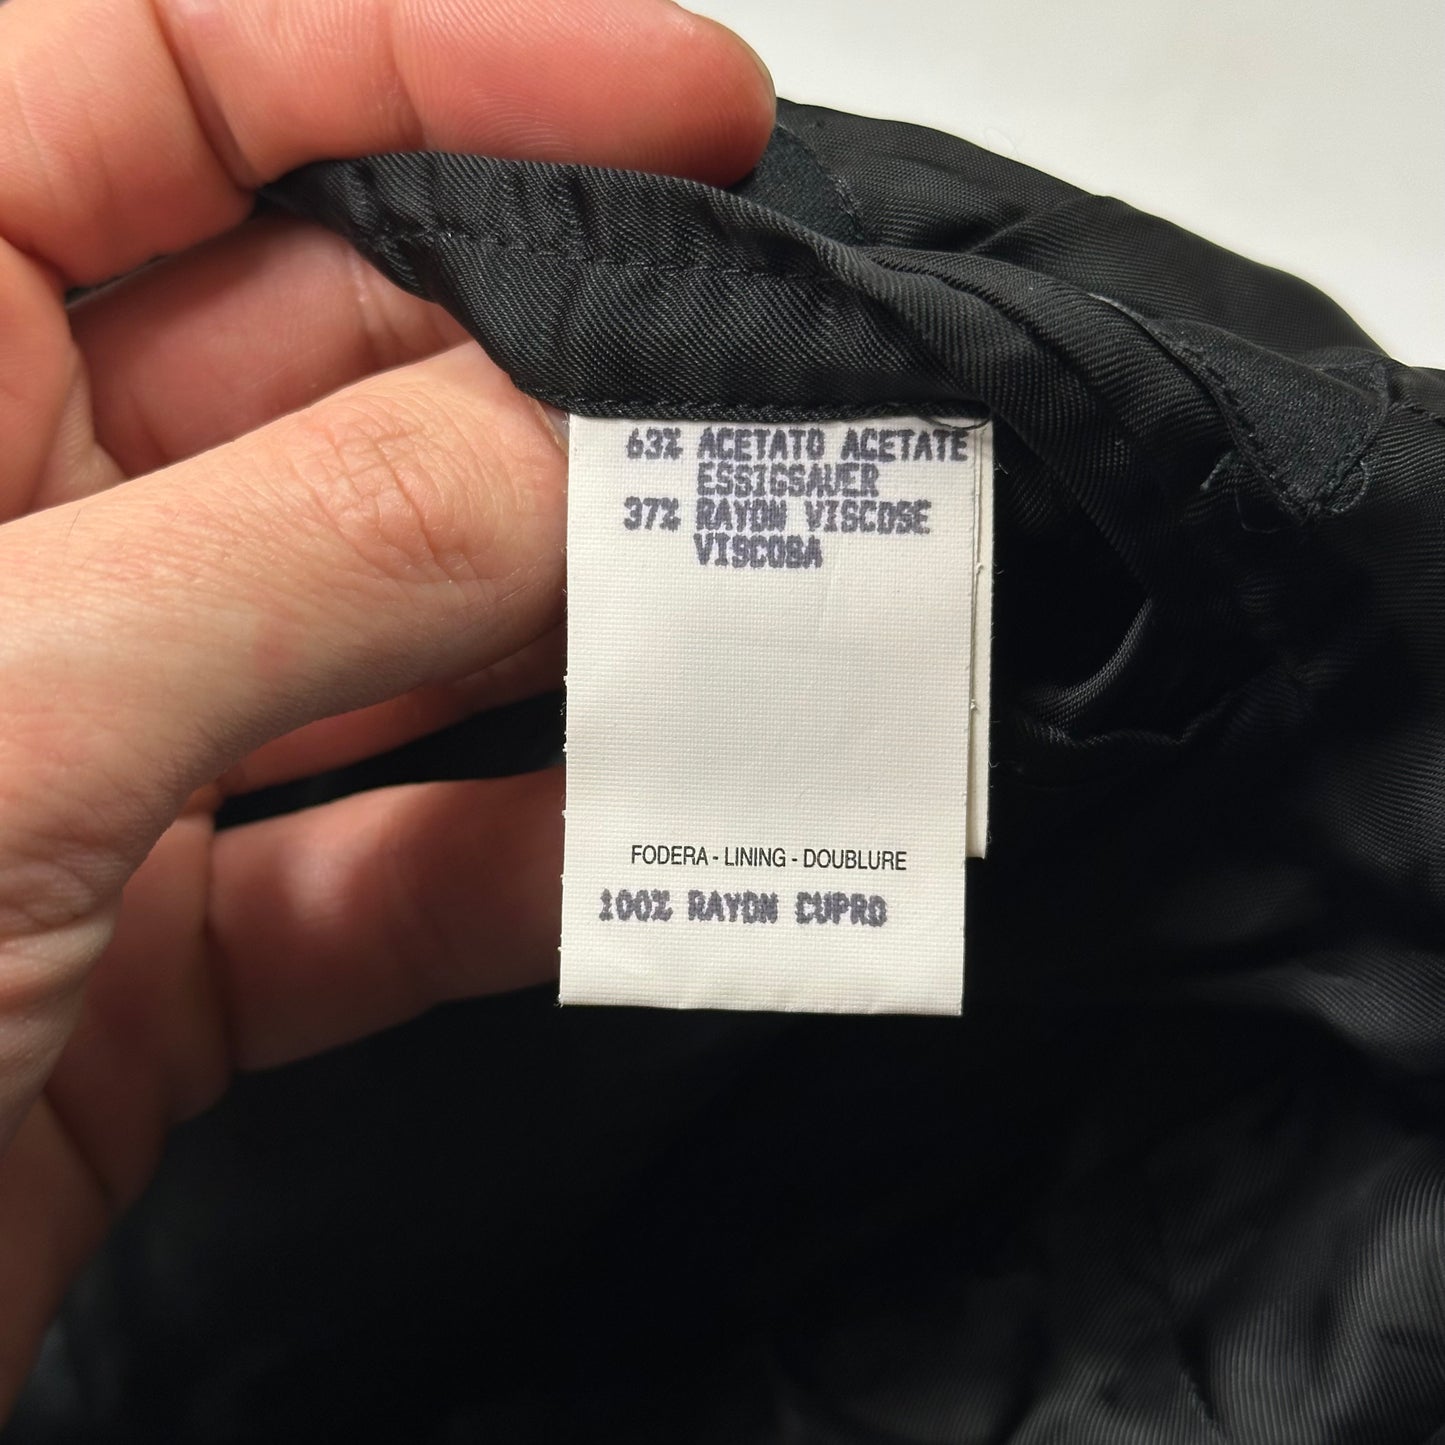 63% ACETATO ACETATE
ESSIGSAUER
37% RAYON VISCOSE
VISCOSA
FODERA - LINING - DOUBLURE
100% RAYON CUPRO